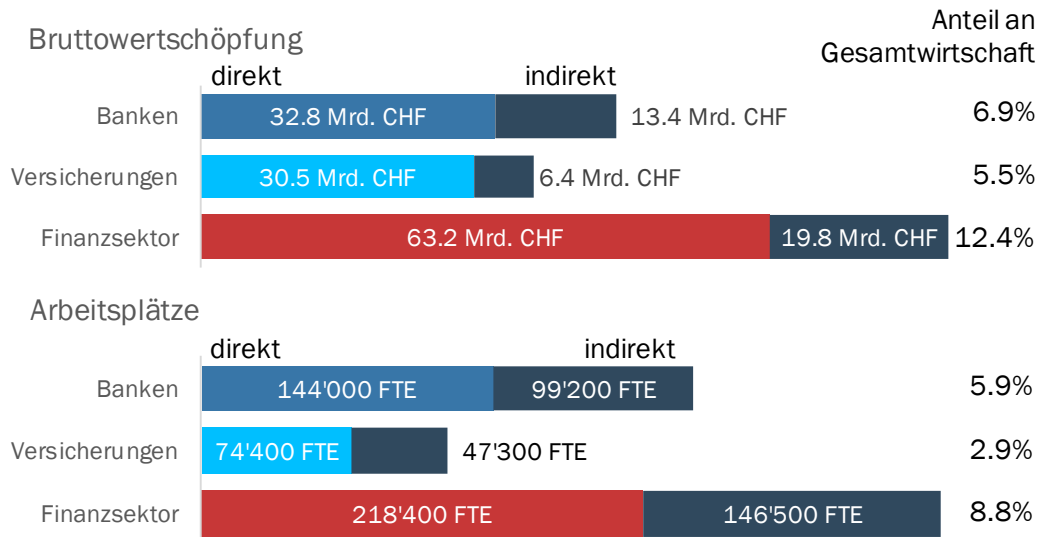 Anteil an
Gesamtwirtschaft
Bruttowertschöpfung
direkt indirekt
Banken 32.8 Mrd. CHF 13.4 Mrd. CHF 6.9%
Versicherungen 30.5 Mrd. CHF 6.4 Mrd. CHF 5.5%
Finanzsektor 63.2 Mrd. CHF 19.8 Mrd. CHF 12.4%
Arbeitsplätze
direkt indirekt
Banken 144'000 FTE 99'200 FTE 5.9%
Versicherungen 74'400 FTE 47'300 FTE 2.9%
Finanzsektor 218'400 FTE 146'500 FTE 8.8%